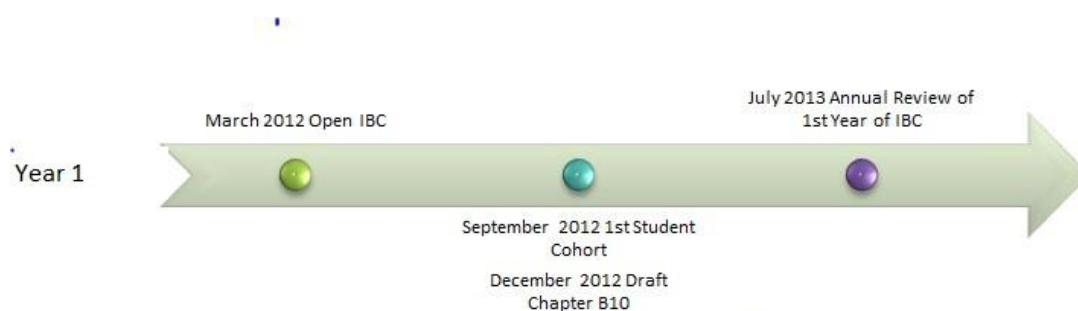 March 2012 Open IBC
July 2013 Annual Review of
1st Year of IBC
Year 1
September 2012 1st Student
Cohort
December 2012 Draft
Chapter B10